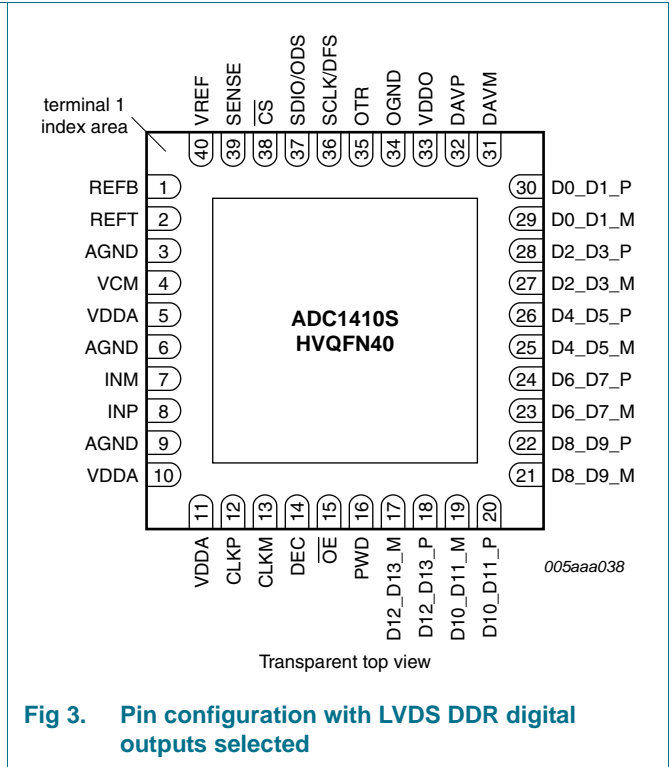 VREF
SENSE
CS
SDIO/ODS
SCLK/DFS
OTR
OGND
VDDO
DAVP
DAVM
terminal 1
index area
40
39
38
37
36
35
34
33
32
31
REFB 1
REFT 2
AGND 3
VCM 4
VDDA 5
AGND 6
INM 7
INP 8
AGND 9
VDDA 10
ADC1410S
HVQFN40
30 D0_D1_P
29 D0_D1_M
28 D2_D3_P
27 D2_D3_M
26 D4_D5_P
25 D4_D5_M
24 D6_D7_P
23 D6_D7_M
22 D8_D9_P
21 D8_D9_M
11
12
13
14
15
16
17
18
19
20
VDDA
CLKP
CLKM
DEC
OE
PWD
D12_D13_M
D12_D13_P
D10_D11_M
D10_D11_P
005aaa038
Transparent top view
Fig 3. Pin configuration with LVDS DDR digital
outputs selected